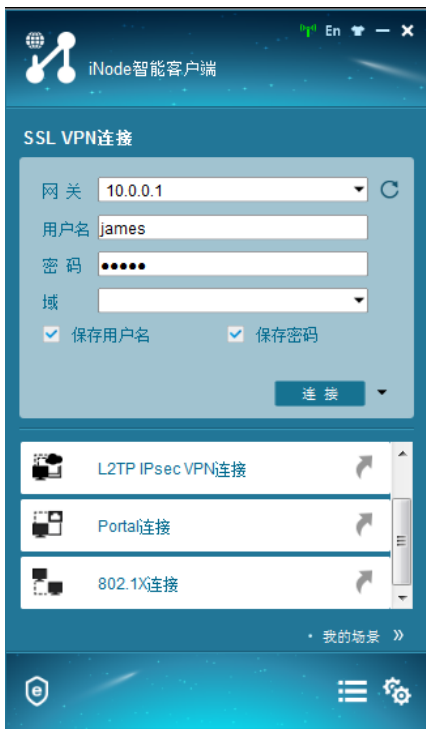 En
iNode智能客户端
SSL VPN连接
网关 10.0.0.1
用户名 james
密码 •••••
域
保存用户名 保存密码
连接
L2TP IPsec VPN连接
Portal连接
802.1X连接
· 我的场景 »
e